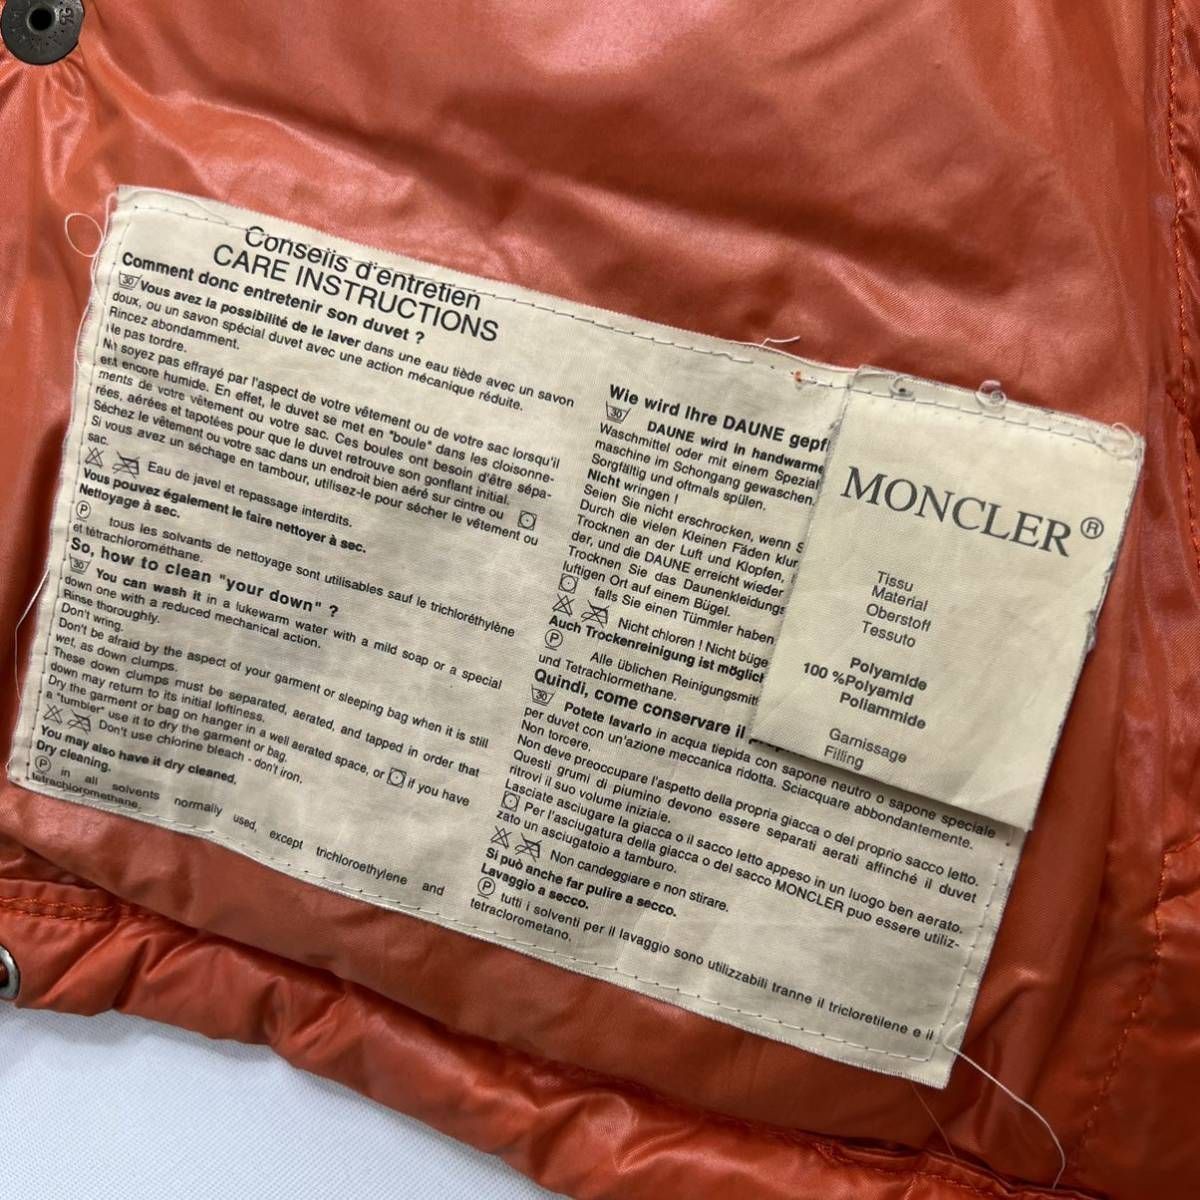 Conseils d'entretien
CARE INSTRUCTIONS
Comment donc entretenir son duvet ?
30 Vous avez la possibilité de le laver dans une eau tiède avec un savon
doux, ou un savon spécial duvet avec une action mécanique réduite.
Rincez abondamment.
Ne pas tordre.
Ne soyez pas effrayé par l'aspect de votre vêtement ou de votre sac lorsqu'il
est encore humide. En effet, le duvet se met en "boule" dans les cloisonne-
ments de votre vêtement ou votre sac. Ces boules ont besoin d'être sépa-
rées, aérées et tapotées pour que le duvet retrouve son gonflant initial.
Séchez le vêtement ou votre sac dans un endroit bien aéré sur cintre ou
Si vous avez un séchage en tambour, utilisez-le pour sécher le vêtement ou
sac.
Eau de javel et repassage interdits.
Vous pouvez également le faire nettoyer à sec.
Nettoyage à sec.
P tous les solvants de nettoyage sont utilisables sauf le trichloréthylène
et tétrachlorométhane.
So, how to clean "your down" ?
30 You can wash it in a lukewarm water with a mild soap or a special
down one with a reduced mechanical action.
Rinse thoroughly.
Don't wring.
Don't be afraid by the aspect of your garment or sleeping bag when it is still
wet, as down clumps.
These down clumps must be separated, aerated, and tapped in order that
down may return to its initial loftiness.
Dry the garment or bag on hanger in a well aerated space, or if you have
a "tumbler" use it to dry the garment or bag.
Don't use chlorine bleach - don't iron.
You may also have it dry cleaned.
Dry cleaning.
P in all solvents normally used, except trichloroethylene and
tetrachloromethane.
Wie wird Ihre DAUNE gepf
30 DAUNE wird in handwarme
Waschmittel oder mit einem Spezial
maschine im Schongang gewaschen.
Sorgfältig und oftmals spülen.
Nicht wringen !
Seien Sie nicht erschrocken, wenn S
Durch die vielen Kleinen Fäden klur
Trocknen an der Luft und Klopfen,
der, und die DAUNE erreicht wieder
Trocknen Sie das Daunenkleidungs
luftigen Ort auf einem Bügel.
falls Sie einen Tümmler haben
Nicht chloren ! Nicht büge
Auch Trockenreinigung ist möglich
P Alle üblichen Reinigungsmitt
und Tetrachlormethane.
Quindi, come conservare il
30 Potete lavarlo in acqua tiepida con sapone neutro o sapone speciale
per duvet con un'azione meccanica ridotta. Sciacquare abbondantemente.
Non torcere.
Non deve preoccupare l'aspetto della propria giacca o del proprio sacco letto.
Questi grumi di piumino devono essere separati aerati affinché il duvet
ritrovi il suo volume iniziale.
Lasciate asciugare la giacca o il sacco letto appeso in un luogo ben aerato.
Per l'asciugatura della giacca o del sacco MONCLER puo essere utiliz-
zato un asciugatoio a tamburo.
Non candeggiare e non stirare.
Si può anche far pulire a secco.
Lavaggio a secco.
P tutti i solventi per il lavaggio sono utilizzabili tranne il tricloretilene e il
tetraclorometano.
MONCLER®
Tissu
Material
Oberstoff
Tessuto
Polyamide
100 %Polyamid
Poliammide
Garnissage
Filling